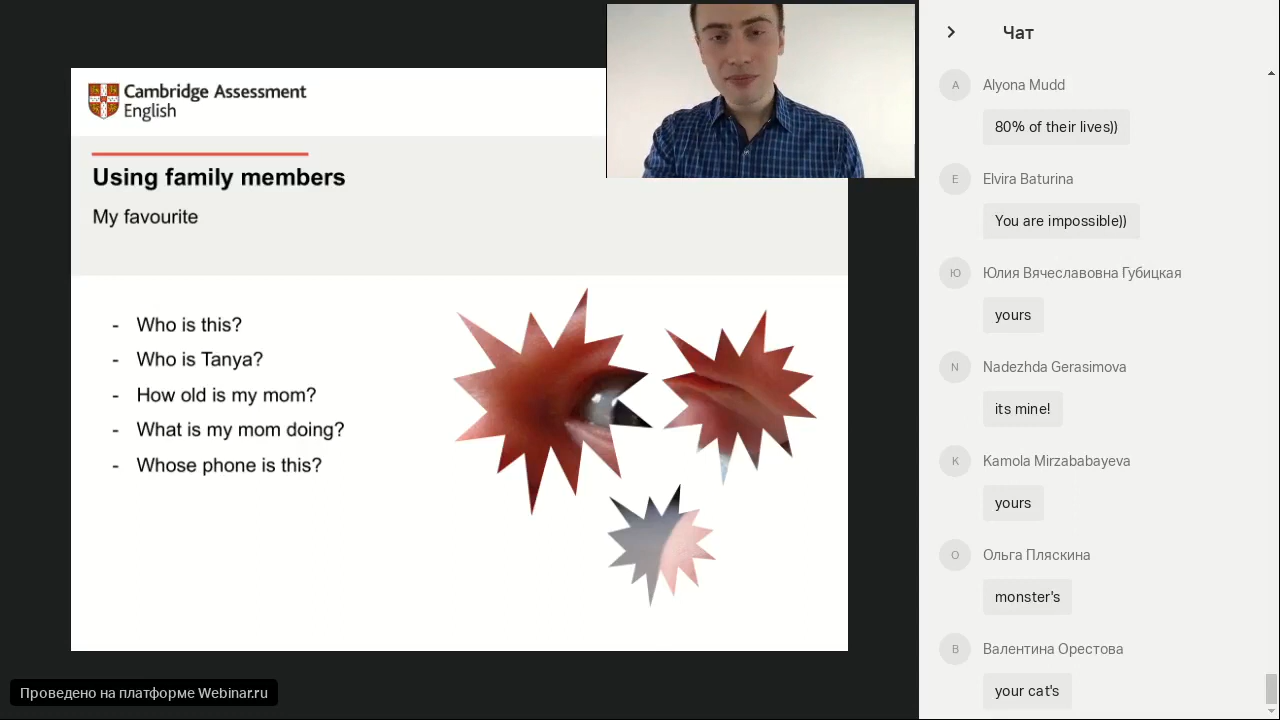 Cambridge Assessment
English
Using family members
My favourite
- Who is this?
- Who is Tanya?
- How old is my mom?
- What is my mom doing?
- Whose phone is this?
Проведено на платформе Webinar.ru
Чат
A
Alyona Mudd
80% of their lives))
E
Elvira Baturina
You are impossible))
Ю
Юлия Вячеславовна Губицкая
yours
N
Nadezhda Gerasimova
its mine!
K
Kamola Mirzababayeva
yours
О
Ольга Пляскина
monster's
В
Валентина Орестова
your cat's